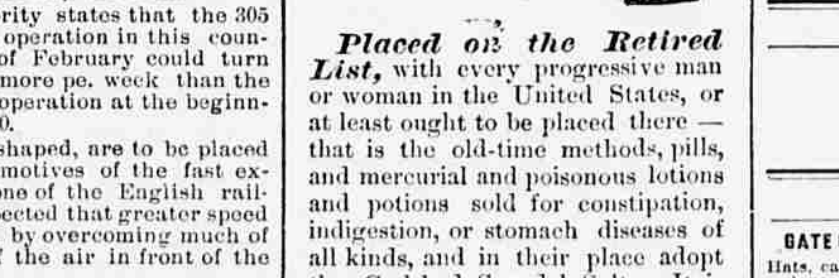 rity states that the 305
operation in this coun-
of February could turn
more pe. week than the
operation at the beginn-
0.
shaped, are to be placed
motives of the fast ex-
one of the English rail-
ected that greater speed
by overcoming much of
the air in front of the
Placed on the Retired
List, with every progressive man
or woman in the United States, or
at least ought to be placed there —
that is the old-time methods, pills,
and mercurial and poisonous lotions
and potions sold for constipation,
indigestion, or stomach diseases of
all kinds, and in their place adopt
GATE
Hats,